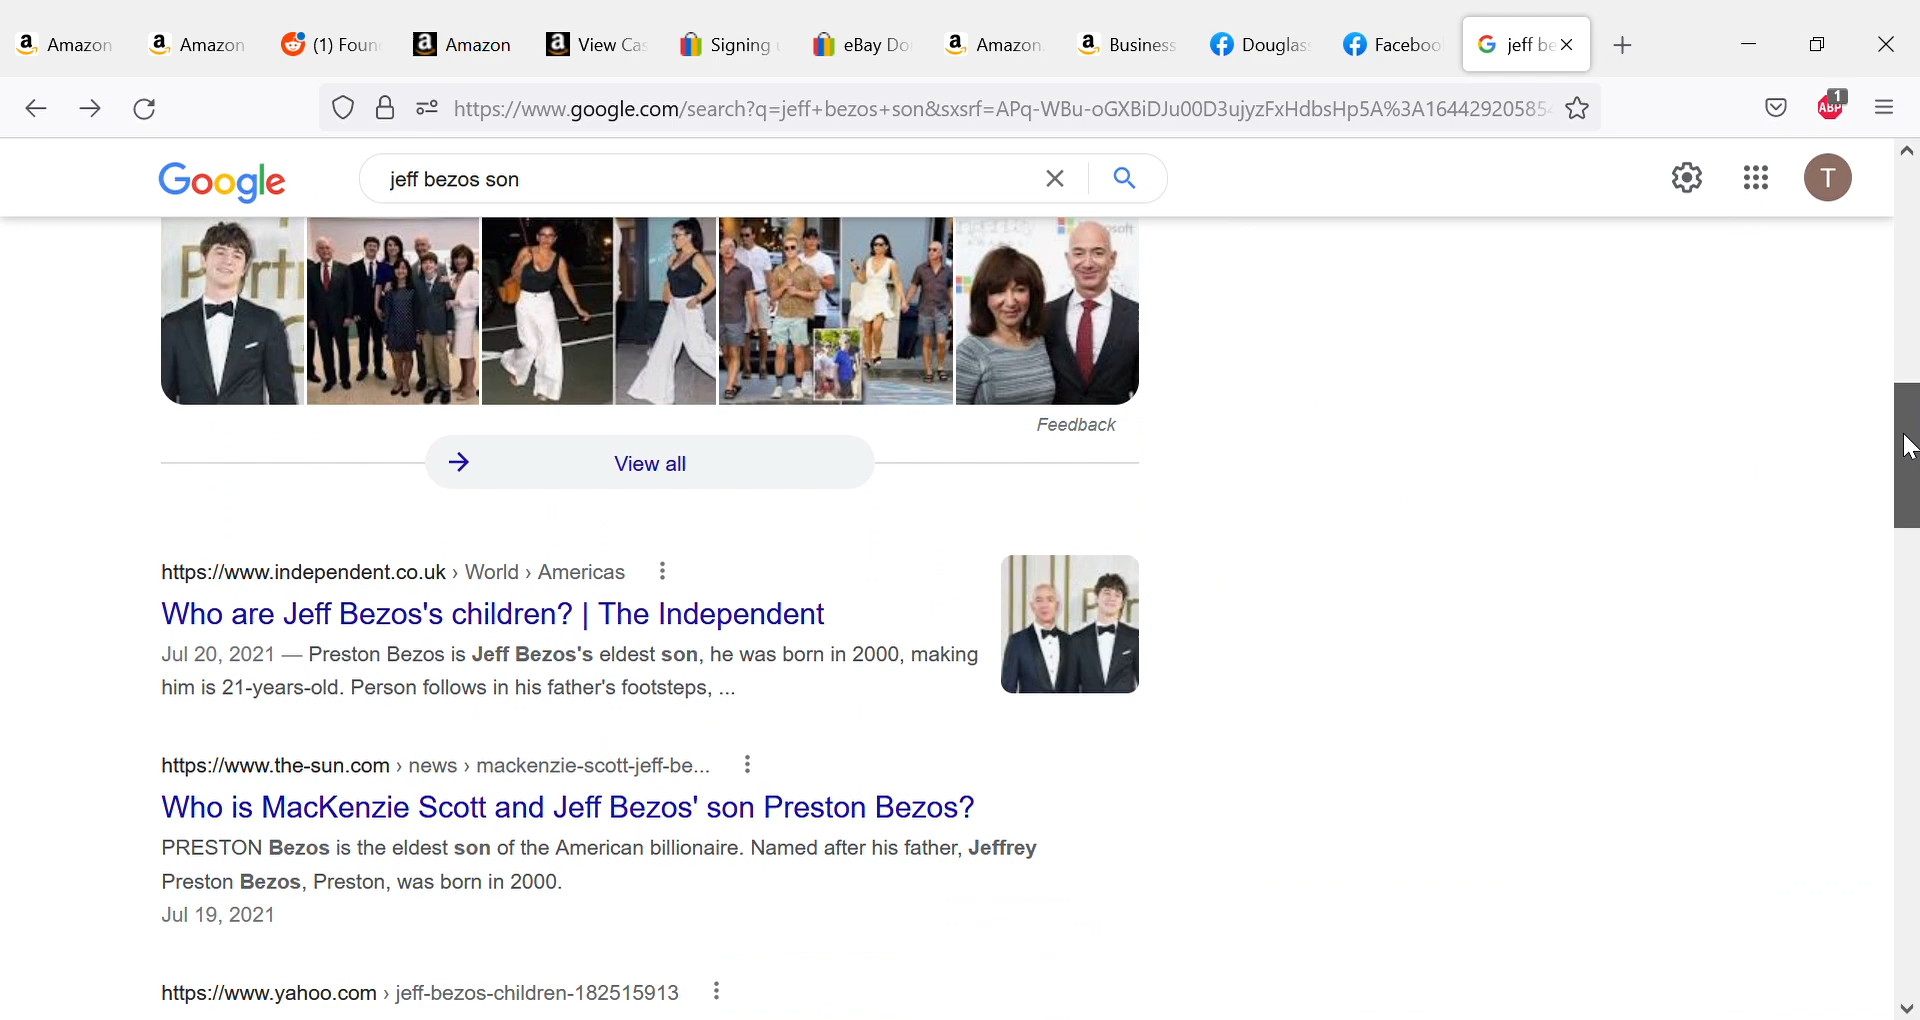 Amazon
Amazon
(1) Foun
Amazon
View Cas
Signing
eBay Do
Amazon
Business
Douglas
Facebook
jeff be
https://www.google.com/search?q=jeff+bezos+son&sxsrf=APq-WBu-oGXBiDJu00D3ujyzFxHdbsHp5A%3A164429205854
ABP
1
Google
jeff bezos son
T
Feedback
View all
https://www.independent.co.uk › World › Americas
Who are Jeff Bezos's children? | The Independent
Jul 20, 2021 — Preston Bezos is Jeff Bezos's eldest son, he was born in 2000, making
him is 21-years-old. Person follows in his father's footsteps, ...
https://www.the-sun.com › news › mackenzie-scott-jeff-be...
Who is MacKenzie Scott and Jeff Bezos' son Preston Bezos?
PRESTON Bezos is the eldest son of the American billionaire. Named after his father, Jeffrey
Preston Bezos, Preston, was born in 2000.
Jul 19, 2021
https://www.yahoo.com › jeff-bezos-children-182515913